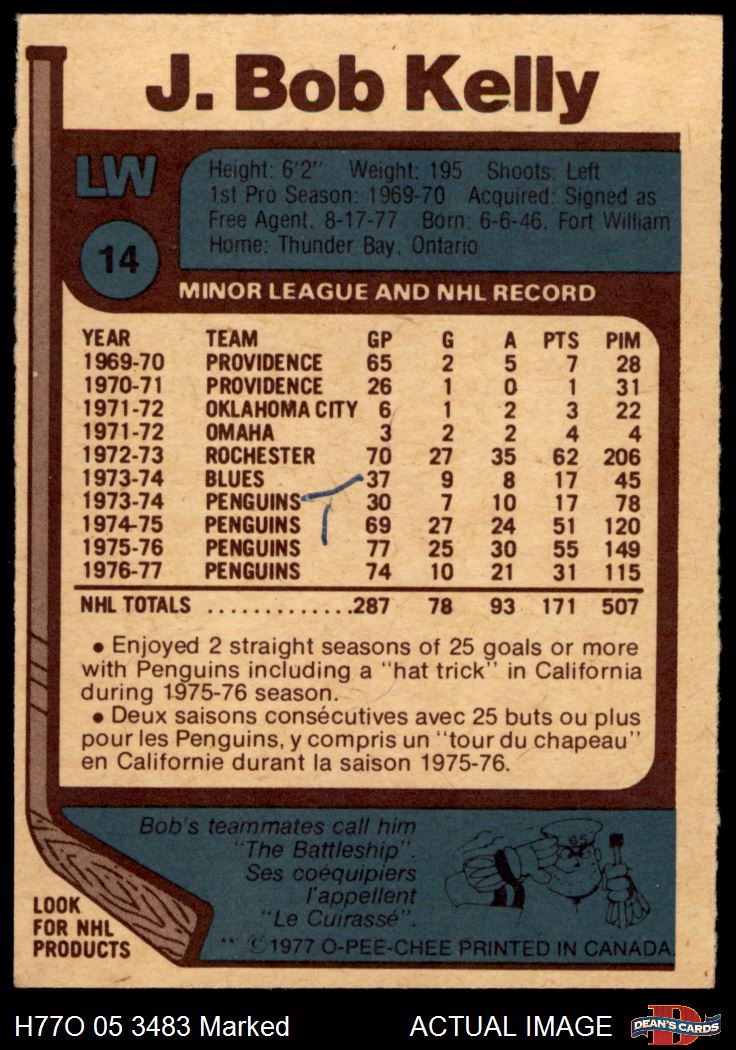 J. Bob Kelly
LW
14
Height: 6'2" Weight: 195 Shoots: Left
1st Pro Season: 1969-70 Acquired: Signed as
Free Agent, 8-17-77 Born: 6-6-46, Fort William
Home: Thunder Bay, Ontario
MINOR LEAGUE AND NHL RECORD
YEAR TEAM GP G A PTS PIM
1969-70 PROVIDENCE 65 2 5 7 28
1970-71 PROVIDENCE 26 1 0 1 31
1971-72 OKLAHOMA CITY 6 1 2 3 22
1971-72 OMAHA 3 2 2 4 4
1972-73 ROCHESTER 70 27 35 62 206
1973-74 BLUES 37 9 8 17 45
1973-74 PENGUINS 30 7 10 17 78
1974-75 PENGUINS 69 27 24 51 120
1975-76 PENGUINS 77 25 30 55 149
1976-77 PENGUINS 74 10 21 31 115
NHL TOTALS .............287 78 93 171 507
• Enjoyed 2 straight seasons of 25 goals or more
with Penguins including a "hat trick" in California
during 1975-76 season.
• Deux saisons consécutives avec 25 buts ou plus
pour les Penguins, y compris un "tour du chapeau"
en Californie durant la saison 1975-76.
Bob's teammates call him
"The Battleship".
Ses coéquipiers
l'appellent
"Le Cuirassé".
LOOK
FOR NHL
PRODUCTS
** ©1977 O-PEE-CHEE PRINTED IN CANADA
H77O 05 3483 Marked ACTUAL IMAGE DEAN'S CARDS